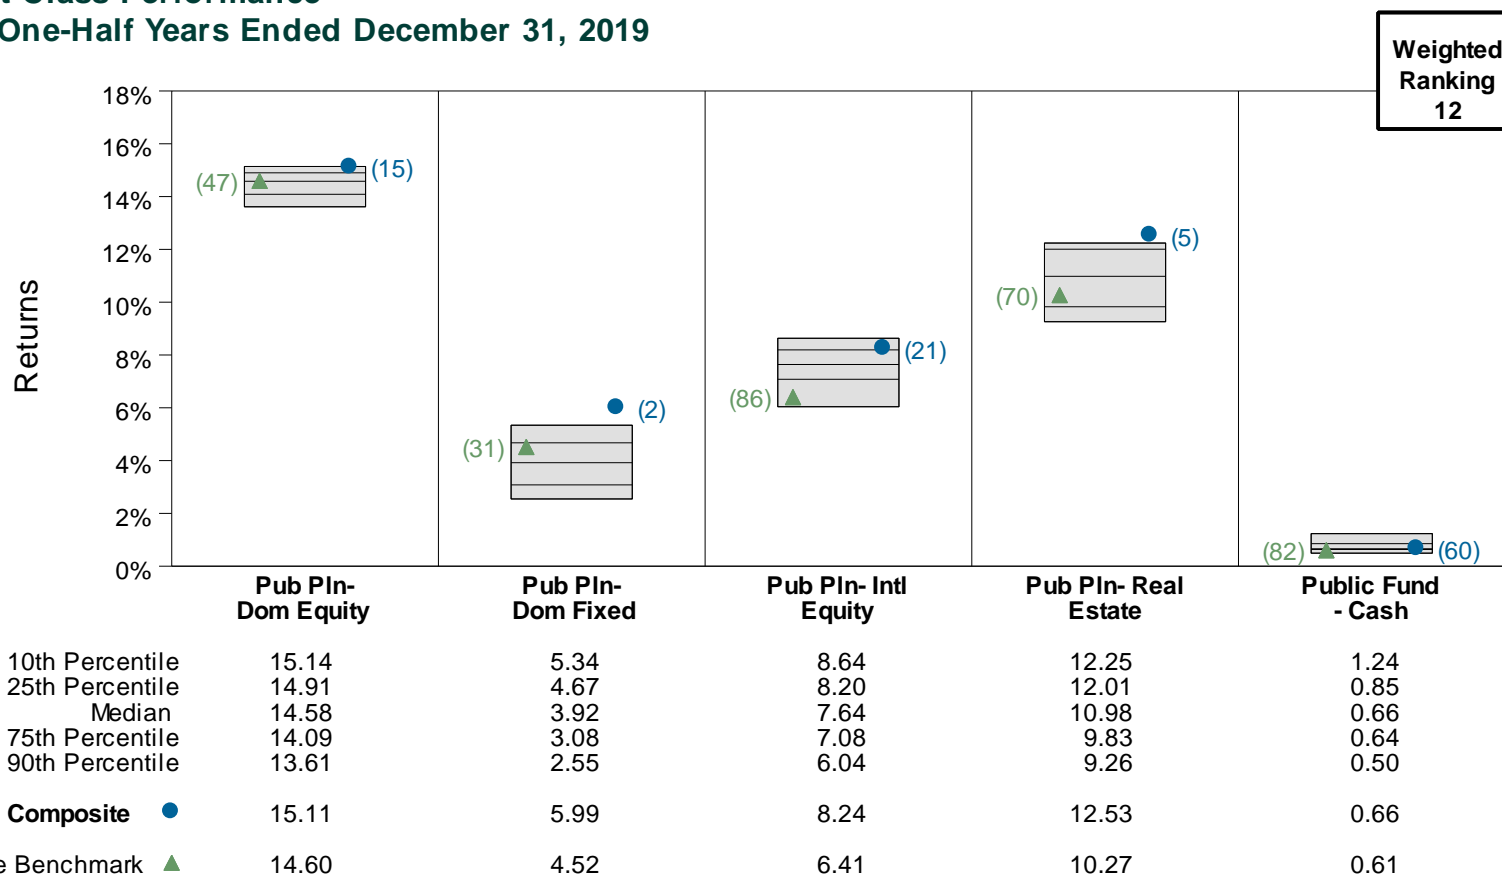 Class Performance
One-Half Years Ended December 31, 2019
Weighted
Ranking
12
18%
16%
14%
12%
10%
8%
6%
4%
2%
0%
Returns
(47)
(15)
(31)
(2)
(86)
(21)
(70)
(5)
(82)
(60)
Pub Pln-
Dom Equity
Pub Pln-
Dom Fixed
Pub Pln- Intl
Equity
Pub Pln- Real
Estate
Public Fund
- Cash
10th Percentile 15.14 5.34 8.64 12.25 1.24
25th Percentile 14.91 4.67 8.20 12.01 0.85
Median 14.58 3.92 7.64 10.98 0.66
75th Percentile 14.09 3.08 7.08 9.83 0.64
90th Percentile 13.61 2.55 6.04 9.26 0.50
Composite 15.11 5.99 8.24 12.53 0.66
Benchmark 14.60 4.52 6.41 10.27 0.61